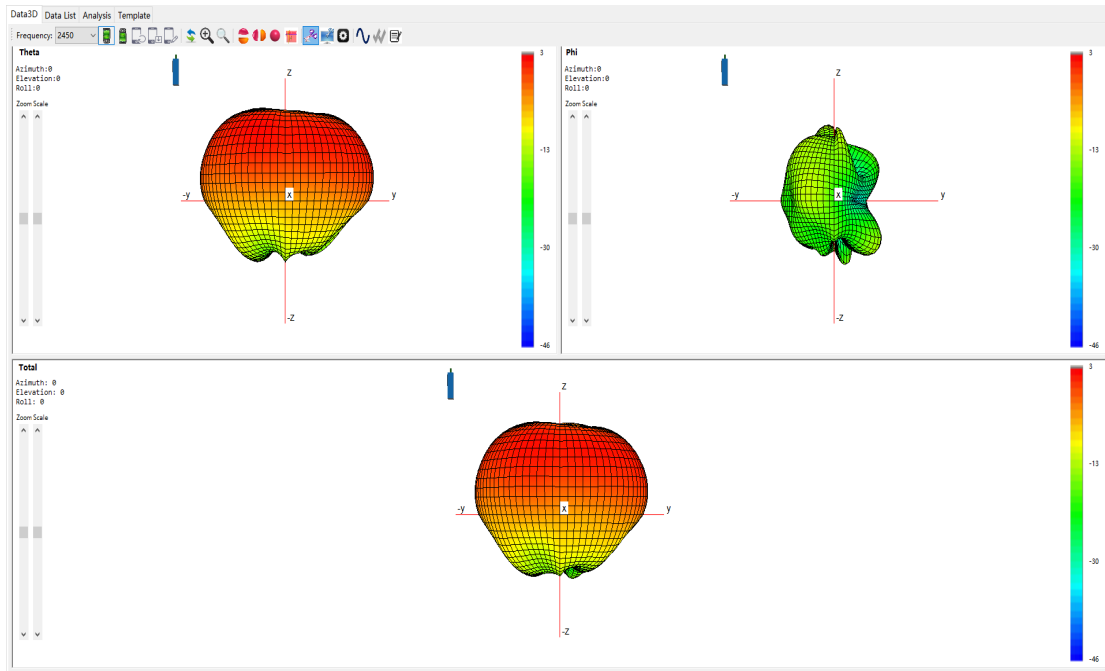 Data3D Data List Analysis Template
Frequency: 2450
Theta
Azimuth:0
Elevation:0
Roll:0
Zoom Scale
Z
-y
x
y
-Z
3
-13
-30
-46
Phi
Azimuth:0
Elevation:0
Roll:0
Zoom Scale
Z
-y
x
y
-Z
3
-13
-30
-46
Total
Azimuth: 0
Elevation: 0
Roll: 0
Zoom Scale
Z
-y
x
y
-Z
3
-13
-30
-46